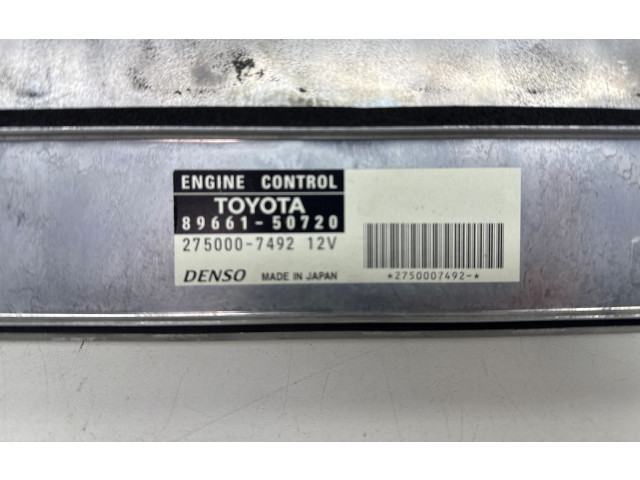 ENGINE CONTROL
TOYOTA
89661-50720
275000-7492 12V
DENSO MADE IN JAPAN
*2750007492-*